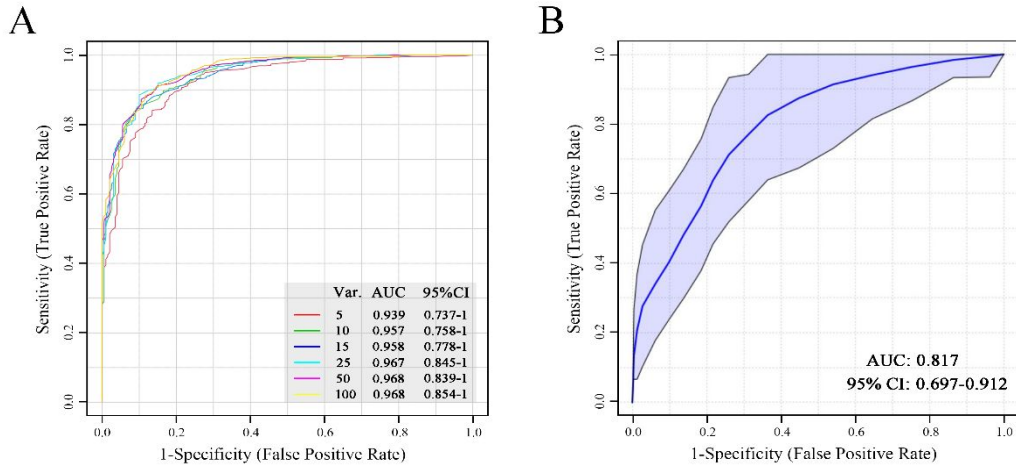 A
Sensitivity (True Positive Rate)
1.0
0.8
0.6
0.4
0.2
0.0
Var. AUC 95%CI
5 0.939 0.737-1
10 0.957 0.758-1
15 0.958 0.778-1
25 0.967 0.845-1
50 0.968 0.839-1
100 0.968 0.854-1
0.0 0.2 0.4 0.6 0.8 1.0
1-Specificity (False Positive Rate)
B
Sensitivity (True Positive Rate)
1.0
0.8
0.6
0.4
0.2
0.0
AUC: 0.817
95% CI: 0.697-0.912
0.0 0.2 0.4 0.6 0.8 1.0
1-Specificity (False Positive Rate)